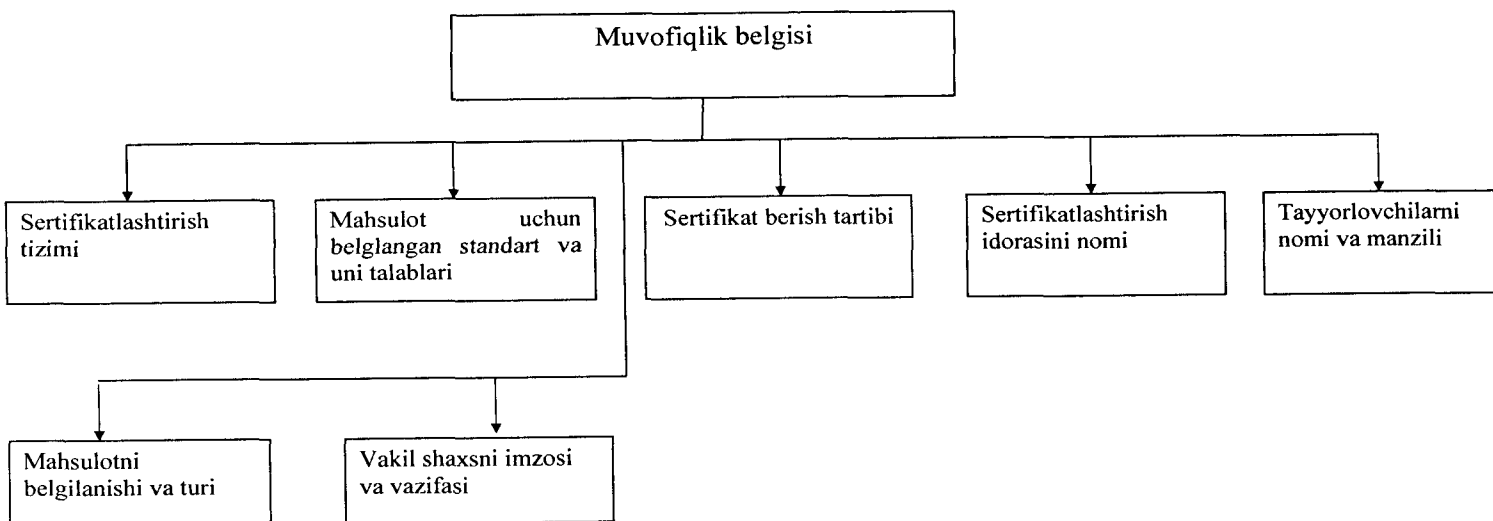 Muvofiqlik belgisi
Sertifikatlashtirish
tizimi
Mahsulot uchun
belglangan standart va
uni talablari
Sertifikat berish tartibi
Sertifikatlashtirish
idorasini nomi
Tayyorlovchilarni
nomi va manzili
Mahsulotni
belgilanishi va turi
Vakil shaxsni imzosi
va vazifasi